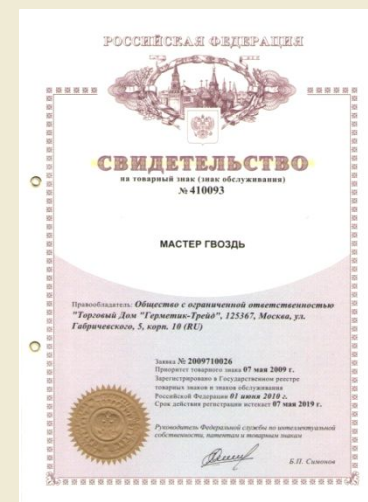 РОССИЙСКАЯ ФЕДЕРАЦИЯ
СВИДЕТЕЛЬСТВО
на товарный знак (знак обслуживания)
№ 410093
МАСТЕР ГВОЗДЬ
Правообладатель: Общество с ограниченной ответственностью
"Торговый Дом "Герметик-Трейд", 125367, Москва, ул.
Габричевского, 5, корп. 10 (RU)
Заявка № 2009710026
Приоритет товарного знака 07 мая 2009 г.
Зарегистрировано в Государственном реестре
товарных знаков и знаков обслуживания
Российской Федерации 01 июня 2010 г.
Срок действия регистрации истекает 07 мая 2019 г.
Руководитель Федеральной службы по интеллектуальной
собственности, патентам и товарным знакам
Б.П. Симонов